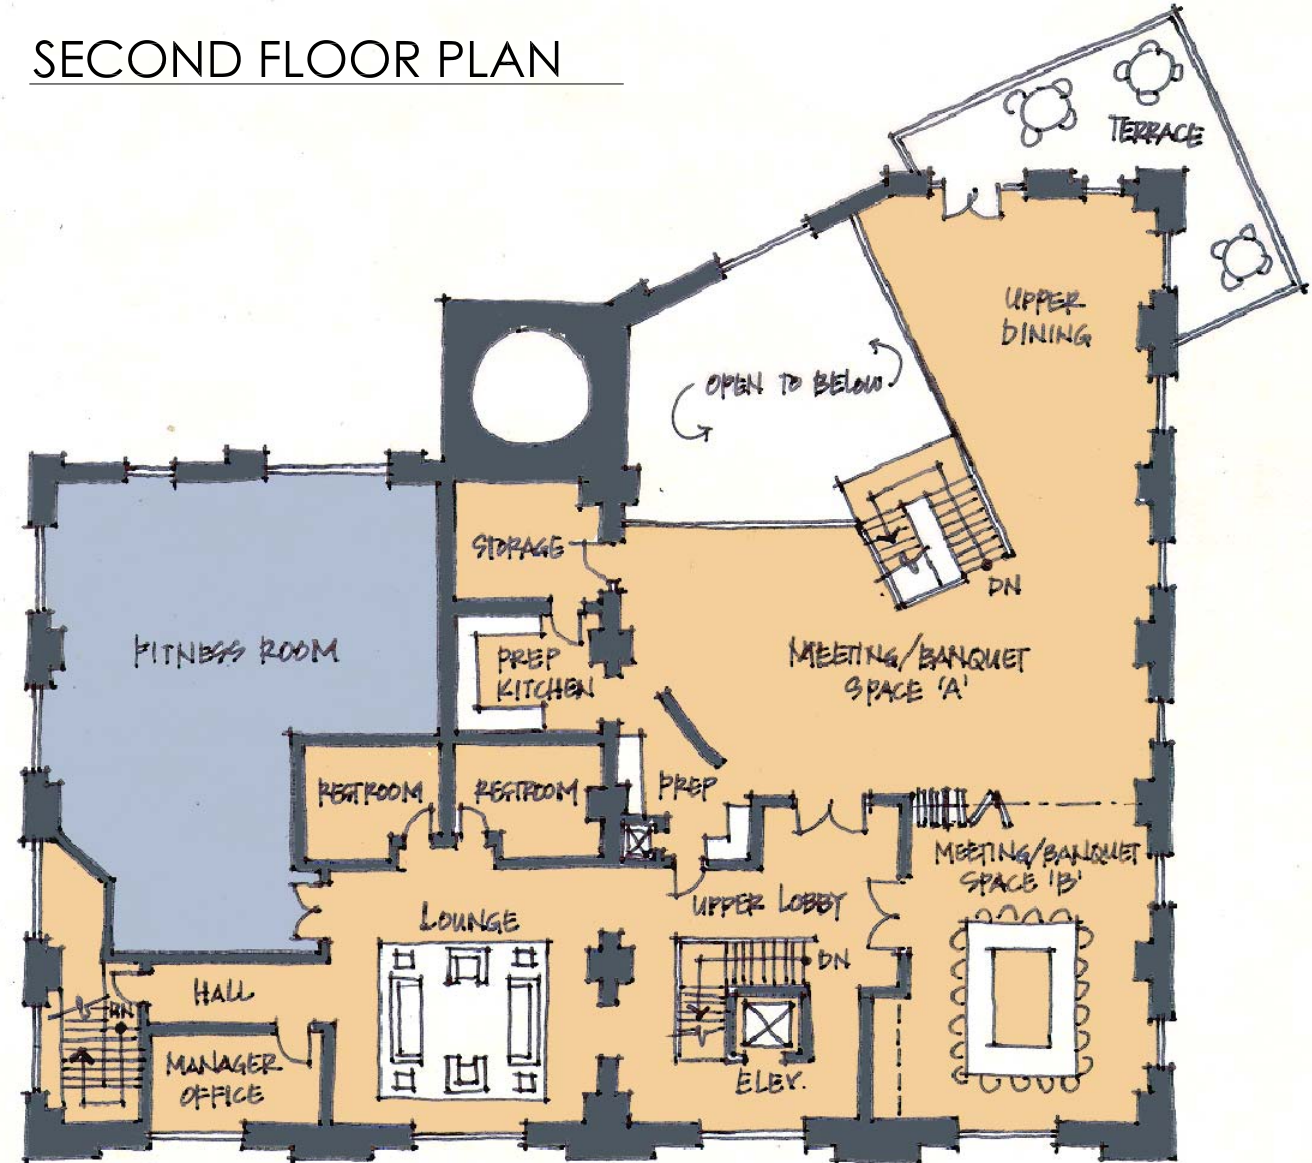 SECOND FLOOR PLAN
TERRACE
UPPER
DINING
OPEN TO BELOW
STORAGE
DN
FITNESS ROOM
PREP
KITCHEN
MEETING/BANQUET
SPACE 'A'
RESTROOM
RESTROOM
PREP
MEETING/BANQUET
SPACE 'B'
LOUNGE
UPPER LOBBY
DN
HALL
DN
MANAGER
OFFICE
ELEV.